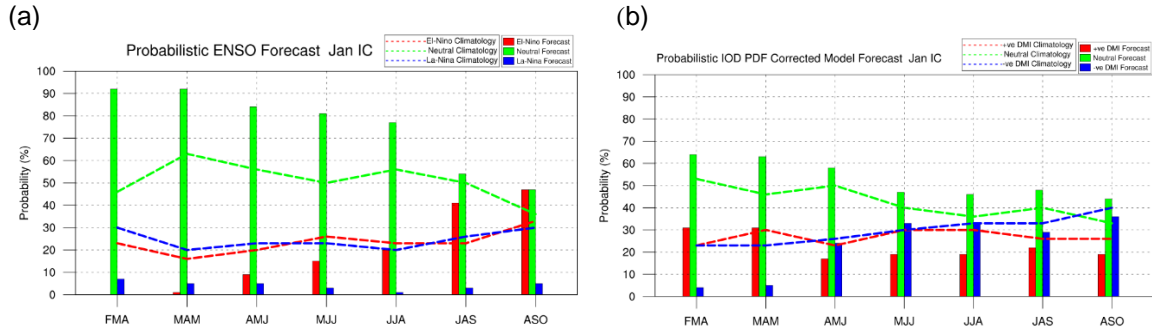 (a)
Probabilistic ENSO Forecast Jan IC
El-Nino Climatology
Neutral Climatology
La-Nina Climatology
El-Nino Forecast
Neutral Forecast
La-Nina Forecast
Probability (%)
100
90
80
70
60
50
40
30
20
10
0
FMA MAM AMJ MJJ JJA JAS ASO
(b)
Probabilistic IOD PDF Corrected Model Forecast Jan IC
+ve DMI Climatology
Neutral Climatology
-ve DMI Climatology
+ve DMI Forecast
Neutral Forecast
-ve DMI Forecast
Probability (%)
100
90
80
70
60
50
40
30
20
10
0
FMA MAM AMJ MJJ JJA JAS ASO